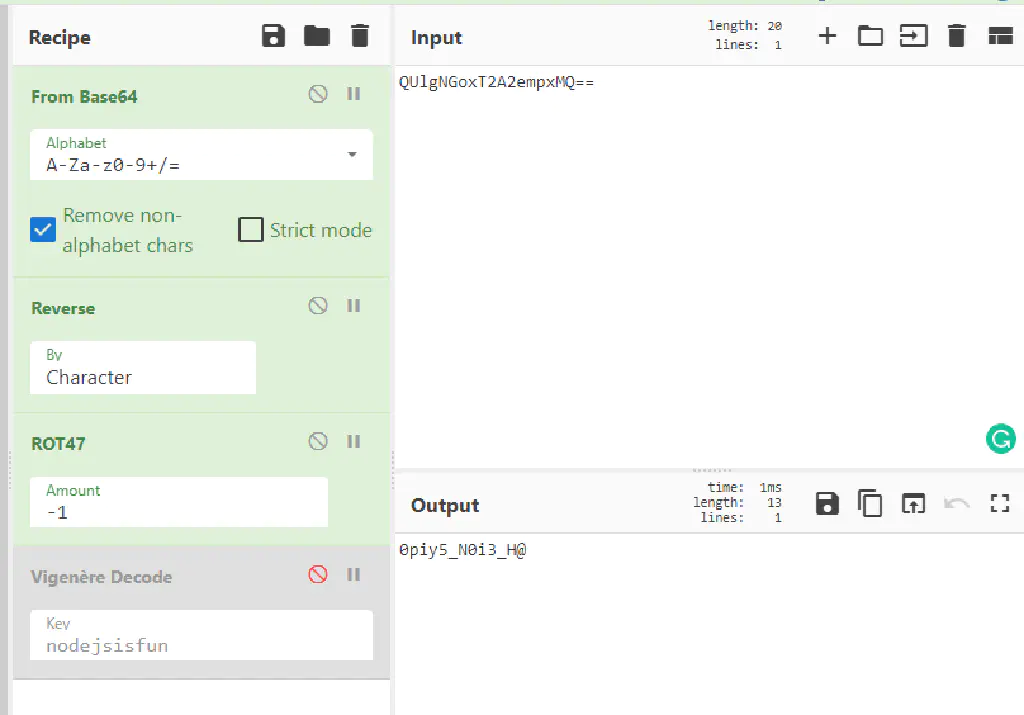 Recipe
From Base64
Alphabet
A-Za-z0-9+/=
Remove non-
alphabet chars
Strict mode
Reverse
By
Character
ROT47
Amount
-1
Vigenère Decode
Key
nodejsisfun
Input
length: 20
lines: 1
QUlgNGoxT2A2empxMQ==
Output
time: 1ms
length: 13
lines: 1
0piy5_N0i3_H@